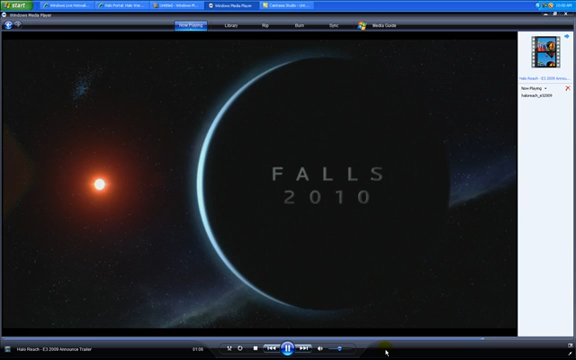 start
Windows Media Player
Now Playing
Library
Rip
Burn
Sync
Media Guide
FALLS
2010
Now Playing
haloreach_e32009
Halo Reach - E3 2009 Announce Trailer
01:06